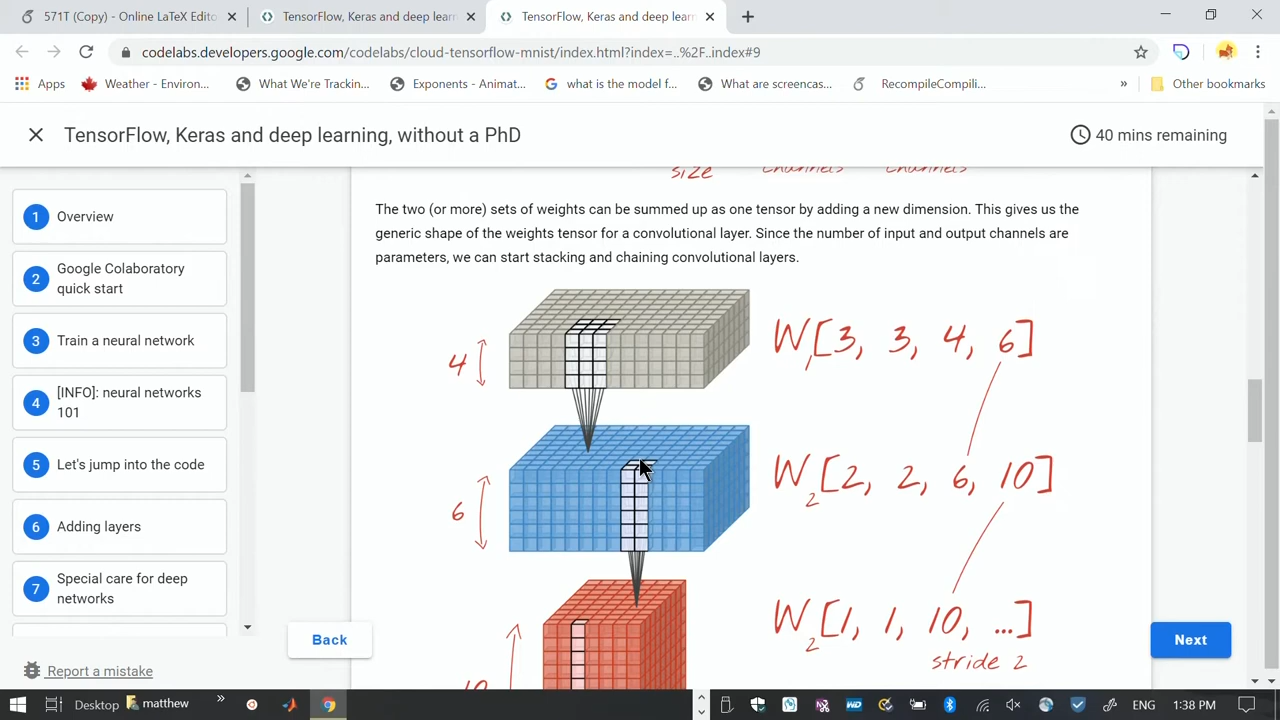 571T (Copy) - Online LaTeX Edito
TensorFlow, Keras and deep learn
TensorFlow, Keras and deep learn
codelabs.developers.google.com/codelabs/cloud-tensorflow-mnist/index.html?index=..%2F..index#9
Apps
Weather - Environ...
What We're Trackin...
Exponents - Animat...
what is the model f...
What are screencas...
RecompileCompili...
»
Other bookmarks
TensorFlow, Keras and deep learning, without a PhD
40 mins remaining
1 Overview
2 Google Colaboratory
quick start
3 Train a neural network
4 [INFO]: neural networks
101
5 Let's jump into the code
6 Adding layers
7 Special care for deep
networks
Report a mistake
size channels channels
The two (or more) sets of weights can be summed up as one tensor by adding a new dimension. This gives us the
generic shape of the weights tensor for a convolutional layer. Since the number of input and output channels are
parameters, we can start stacking and chaining convolutional layers.
4
W1[3, 3, 4, 6]
6
W2[2, 2, 6, 10]
10
W2[1, 1, 10, ...]
stride 2
Back
Next
Desktop
»
matthew
ENG
1:38 PM